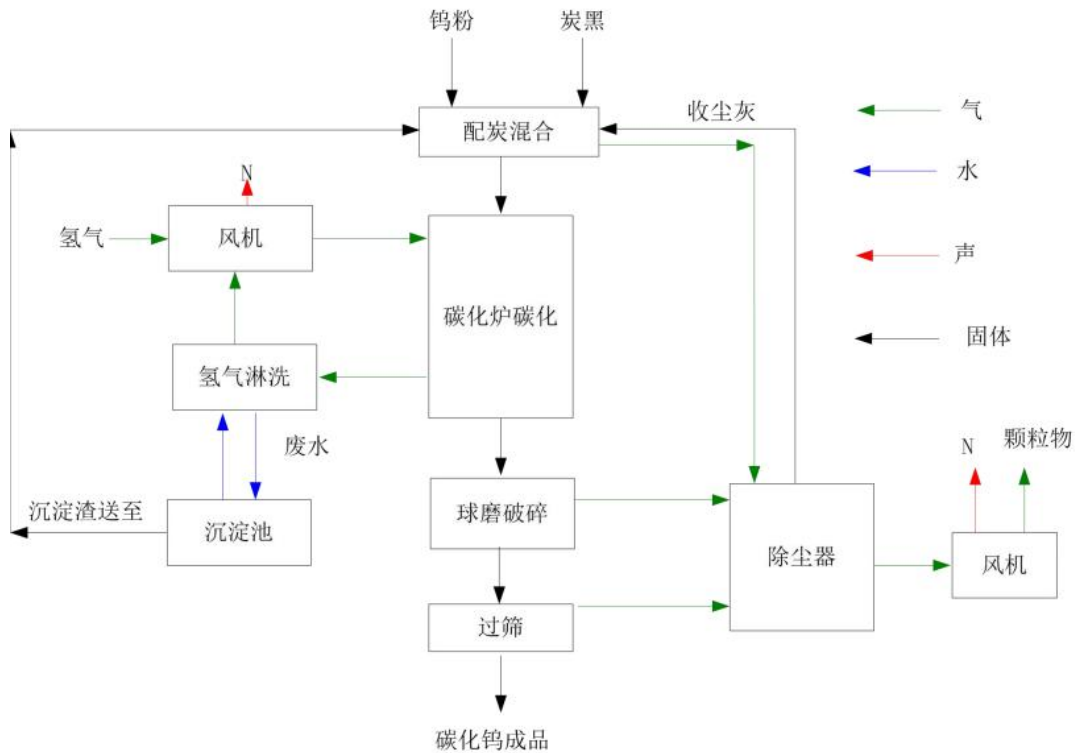 钨粉
炭黑
收尘灰
配炭混合
气
水
声
固体
N
氢气
风机
碳化炉碳化
氢气淋洗
废水
N
颗粒物
沉淀渣送至
沉淀池
球磨破碎
除尘器
风机
过筛
碳化钨成品